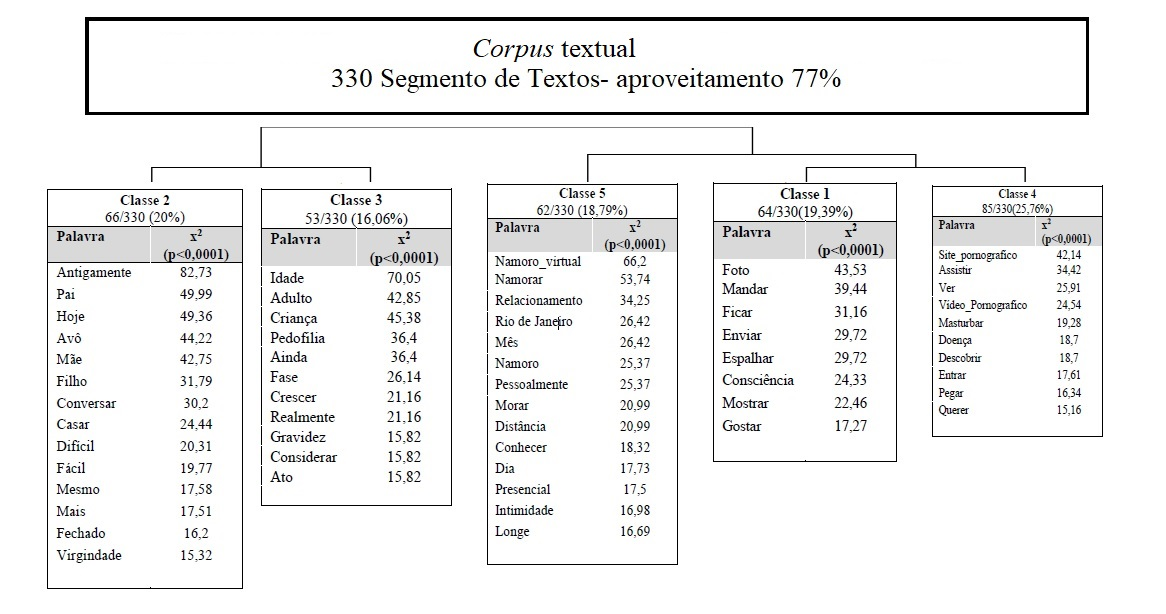 Corpus textual
330 Segmento de Textos- aproveitamento 77%
Classe 2
66/330 (20%)
Palavra x²
(p<0,0001)
Antigamente 82,73
Pai 49,99
Hoje 49,36
Avô 44,22
Mãe 42,75
Filho 31,79
Conversar 30,2
Casar 24,44
Difícil 20,31
Fácil 19,77
Mesmo 17,58
Mais 17,51
Fechado 16,2
Virgindade 15,32
Classe 3
53/330 (16,06%)
Palavra x²
(p<0,0001)
Idade 70,05
Adulto 42,85
Criança 45,38
Pedofilia 36,4
Ainda 36,4
Fase 26,14
Crescer 21,16
Realmente 21,16
Gravidez 15,82
Considerar 15,82
Ato 15,82
Classe 5
62/330 (18,79%)
Palavra x²
(p<0,0001)
Namoro_virtual 66,2
Namorar 53,74
Relacionamento 34,25
Rio de Janeiro 26,42
Mês 26,42
Namoro 25,37
Pessoalmente 25,37
Morar 20,99
Distância 20,99
Conhecer 18,32
Dia 17,73
Presencial 17,5
Intimidade 16,98
Longe 16,69
Classe 1
64/330(19,39%)
Palavra x²
(p<0,0001)
Foto 43,53
Mandar 39,44
Ficar 31,16
Enviar 29,72
Espalhar 29,72
Consciência 24,33
Mostrar 22,46
Gostar 17,27
Classe 4
85/330(25,76%)
Palavra x²
(p<0,0001)
Site_pornografico 42,14
Assistir 34,42
Ver 25,91
Vídeo_Pornografico 24,54
Masturbar 19,28
Doença 18,7
Descobrir 18,7
Entrar 17,61
Pegar 16,34
Querer 15,16